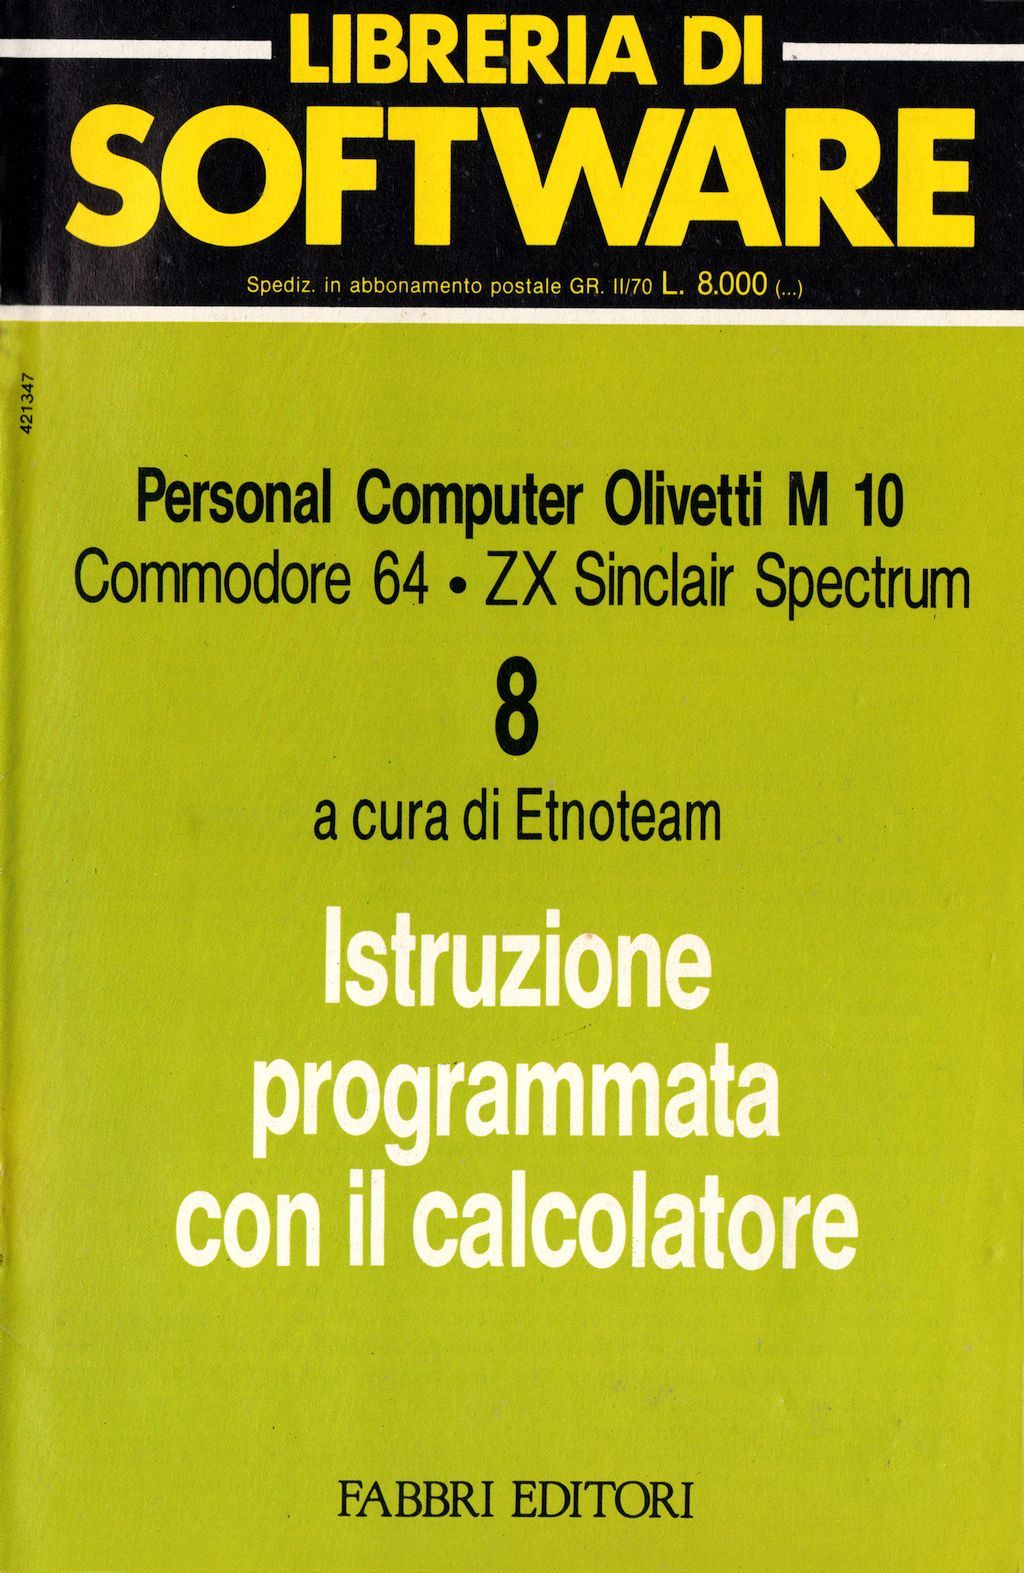 LIBRERIA DI
SOFTWARE
Spediz. in abbonamento postale GR. II/70 L. 8.000 (...)
421347
Personal Computer Olivetti M 10
Commodore 64 • ZX Sinclair Spectrum
8
a cura di Etnoteam
Istruzione
programmata
con il calcolatore
FABBRI EDITORI